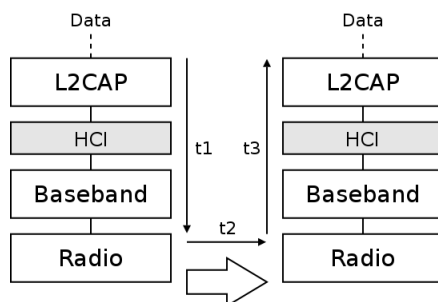 Data
Data
L2CAP
L2CAP
HCI
t1
t3
HCI
Baseband
Baseband
t2
Radio
Radio